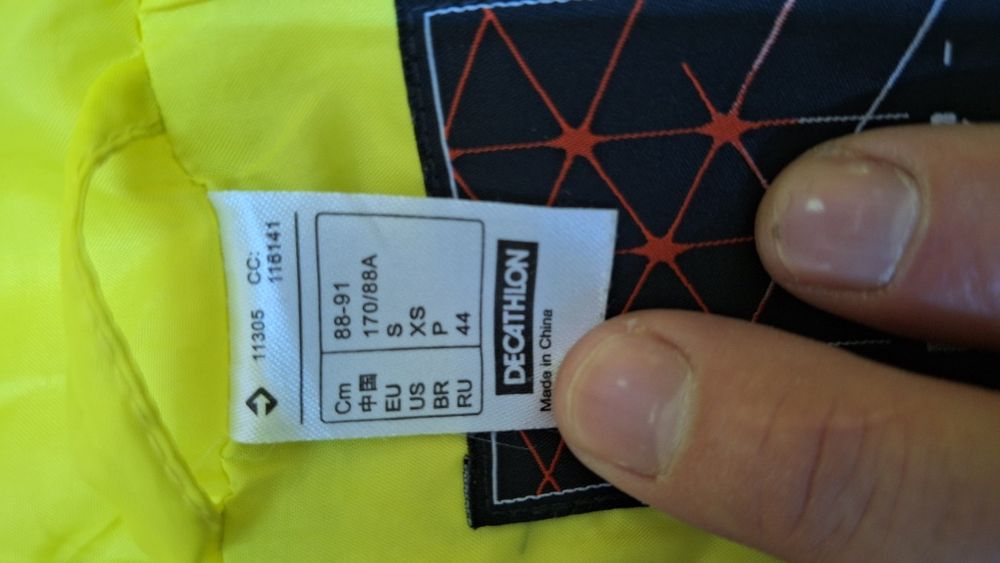 11305 CC:
116141
Cm 88-91
中国 170/88A
EU S
US XS
BR P
RU 44
DECATHLON
Made in China